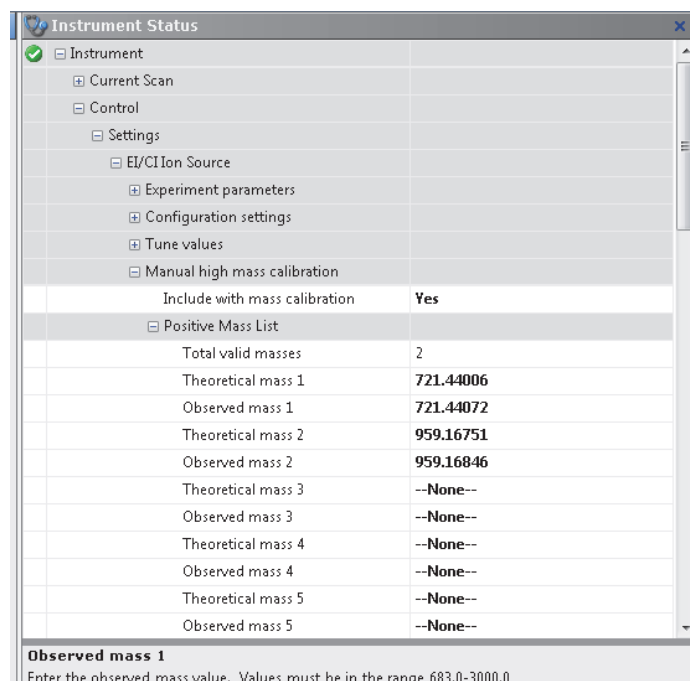 Instrument Status
Instrument
Current Scan
Control
Settings
EI/CI Ion Source
Experiment parameters
Configuration settings
Tune values
Manual high mass calibration
Include with mass calibration Yes
Positive Mass List
Total valid masses 2
Theoretical mass 1 721.44006
Observed mass 1 721.44072
Theoretical mass 2 959.16751
Observed mass 2 959.16846
Theoretical mass 3 --None--
Observed mass 3 --None--
Theoretical mass 4 --None--
Observed mass 4 --None--
Theoretical mass 5 --None--
Observed mass 5 --None--
Observed mass 1
Enter the observed mass value. Values must be in the range 683.0-3000.0